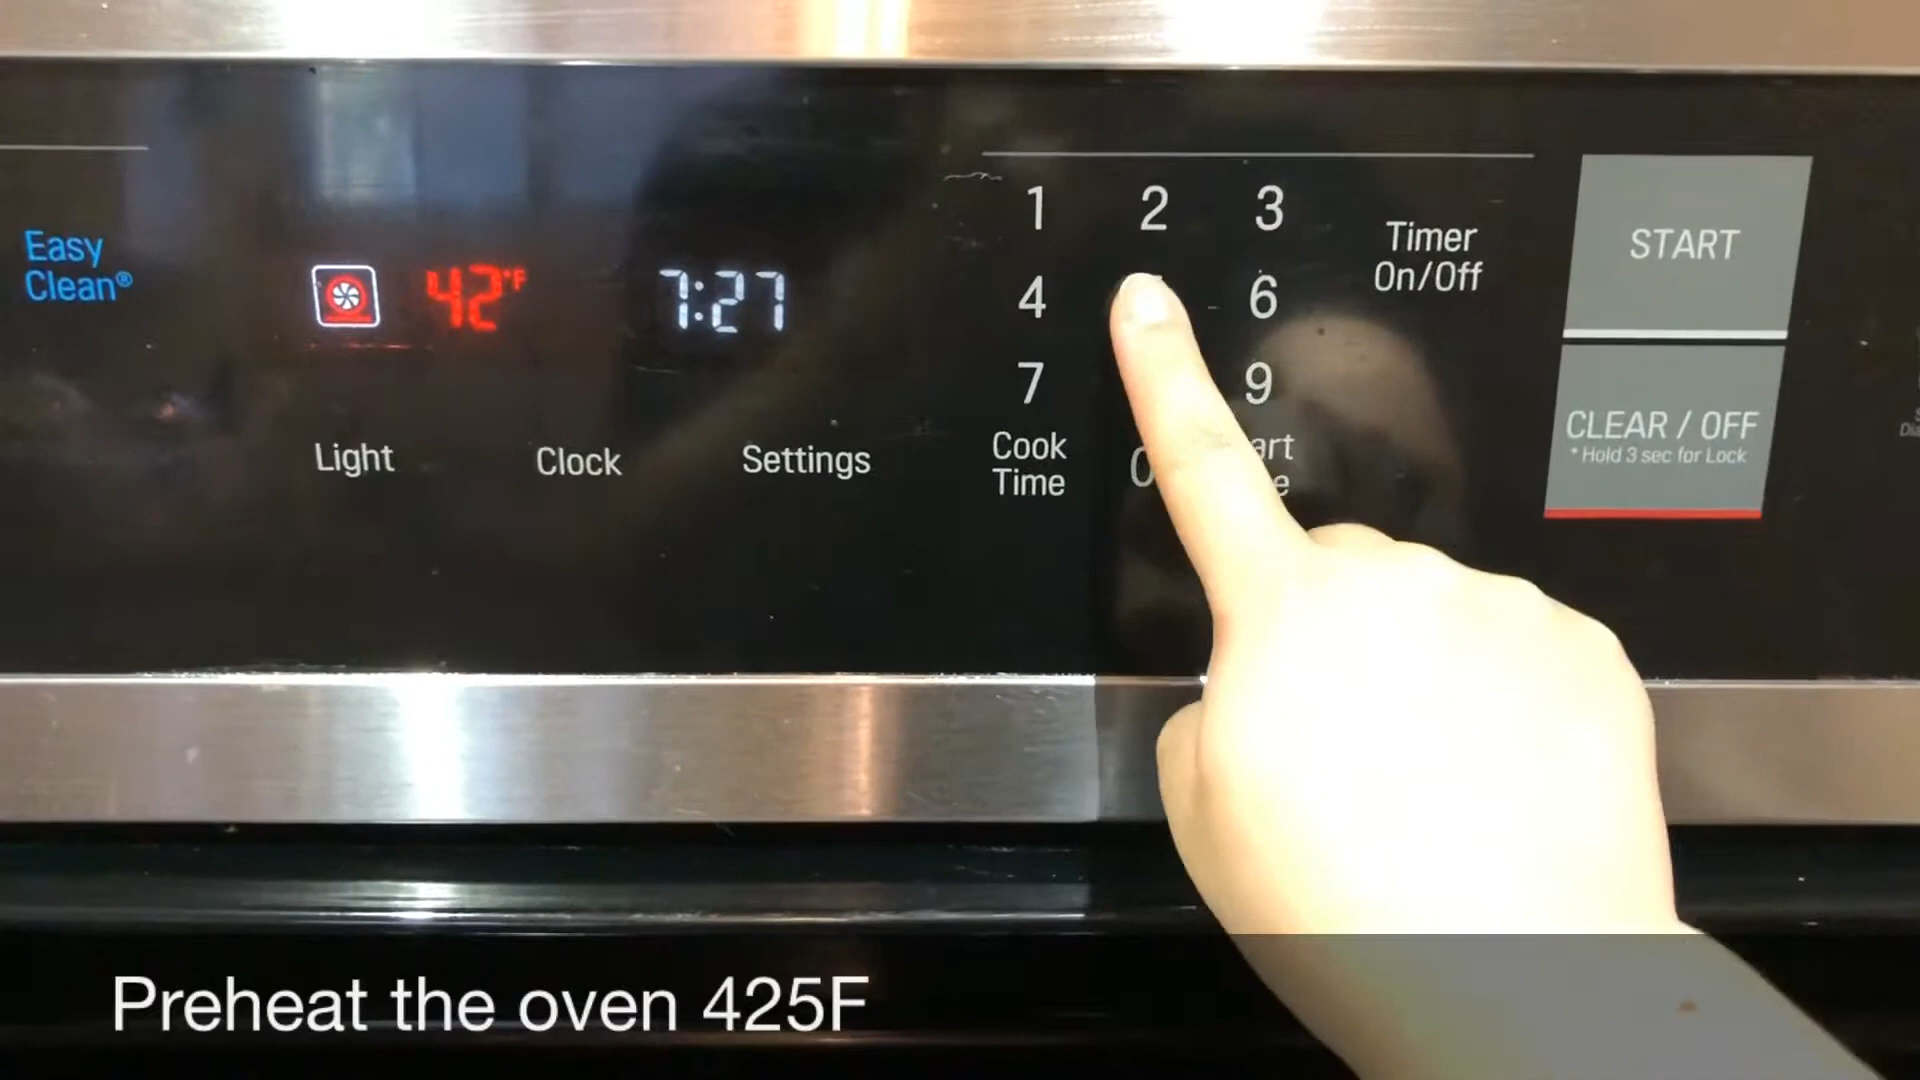 Easy
Clean®
42°F
7:27
Light
Clock
Settings
1 2 3
4 6
7 9
Cook
Time
0
Timer
On/Off
START
CLEAR / OFF
* Hold 3 sec for Lock
Preheat the oven 425F